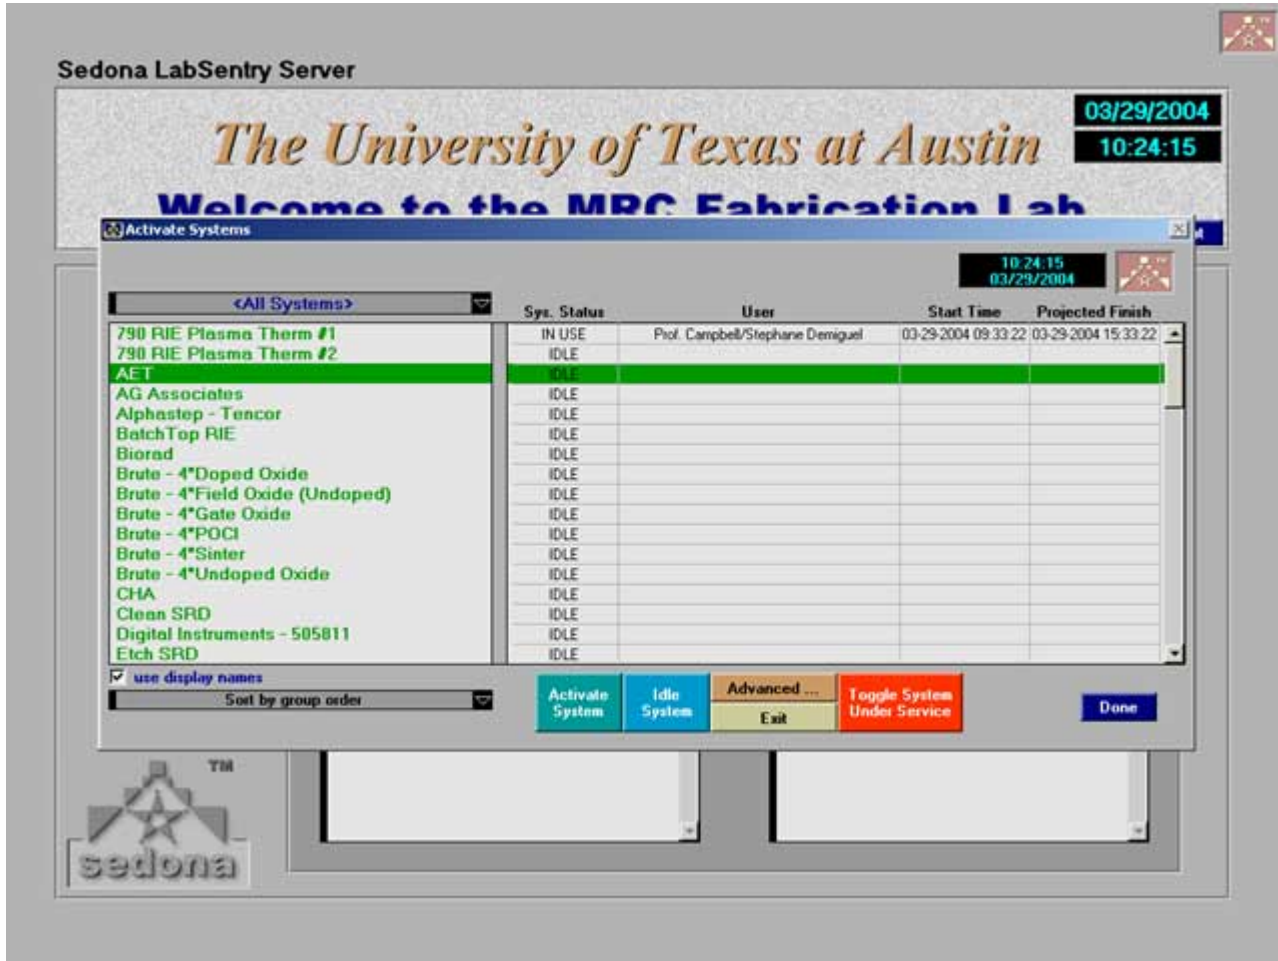 Sedona LabSentry Server
The University of Texas at Austin
03/29/2004
10:24:15
Welcome to the MRC Fabrication Lab
Activate Systems
10:24:15
03/29/2004
<All Systems>
Sys. Status User Start Time Projected Finish
790 RIE Plasma Therm #1 IN USE Prof. Campbell/Stephane Demiguel 03-29-2004 09:33:22 03-29-2004 15:33:22
790 RIE Plasma Therm #2 IDLE
AET IDLE
AG Associates IDLE
Alphastep - Tencor IDLE
BatchTop RIE IDLE
Biorad IDLE
Brute - 4"Doped Oxide IDLE
Brute - 4"Field Oxide (Undoped) IDLE
Brute - 4"Gate Oxide IDLE
Brute - 4"POCl IDLE
Brute - 4"Sinter IDLE
Brute - 4"Undoped Oxide IDLE
CHA IDLE
Clean SRD IDLE
Digital Instruments - 505811 IDLE
Etch SRD IDLE
use display names
Sort by group order
Activate System
Idle System
Advanced ...
Exit
Toggle System Under Service
Done
TM
sedona